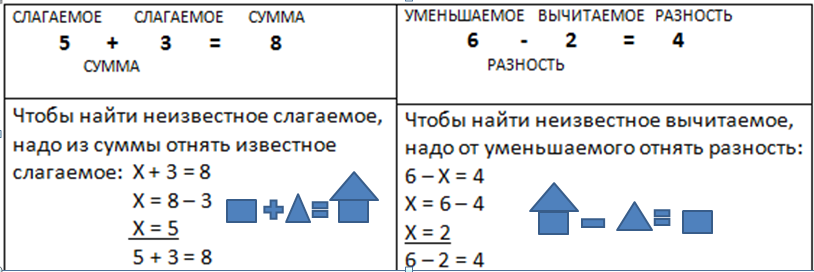 СЛАГАЕМОЕ СЛАГАЕМОЕ СУММА
5 + 3 = 8
СУММА
Чтобы найти неизвестное слагаемое,
надо из суммы отнять известное
слагаемое: X + 3 = 8
X = 8 – 3
X = 5
5 + 3 = 8
УМЕНЬШАЕМОЕ ВЫЧИТАЕМОЕ РАЗНОСТЬ
6 - 2 = 4
РАЗНОСТЬ
Чтобы найти неизвестное вычитаемое,
надо от уменьшаемого отнять разность:
6 – X = 4
X = 6 – 4
X = 2
6 – 2 = 4